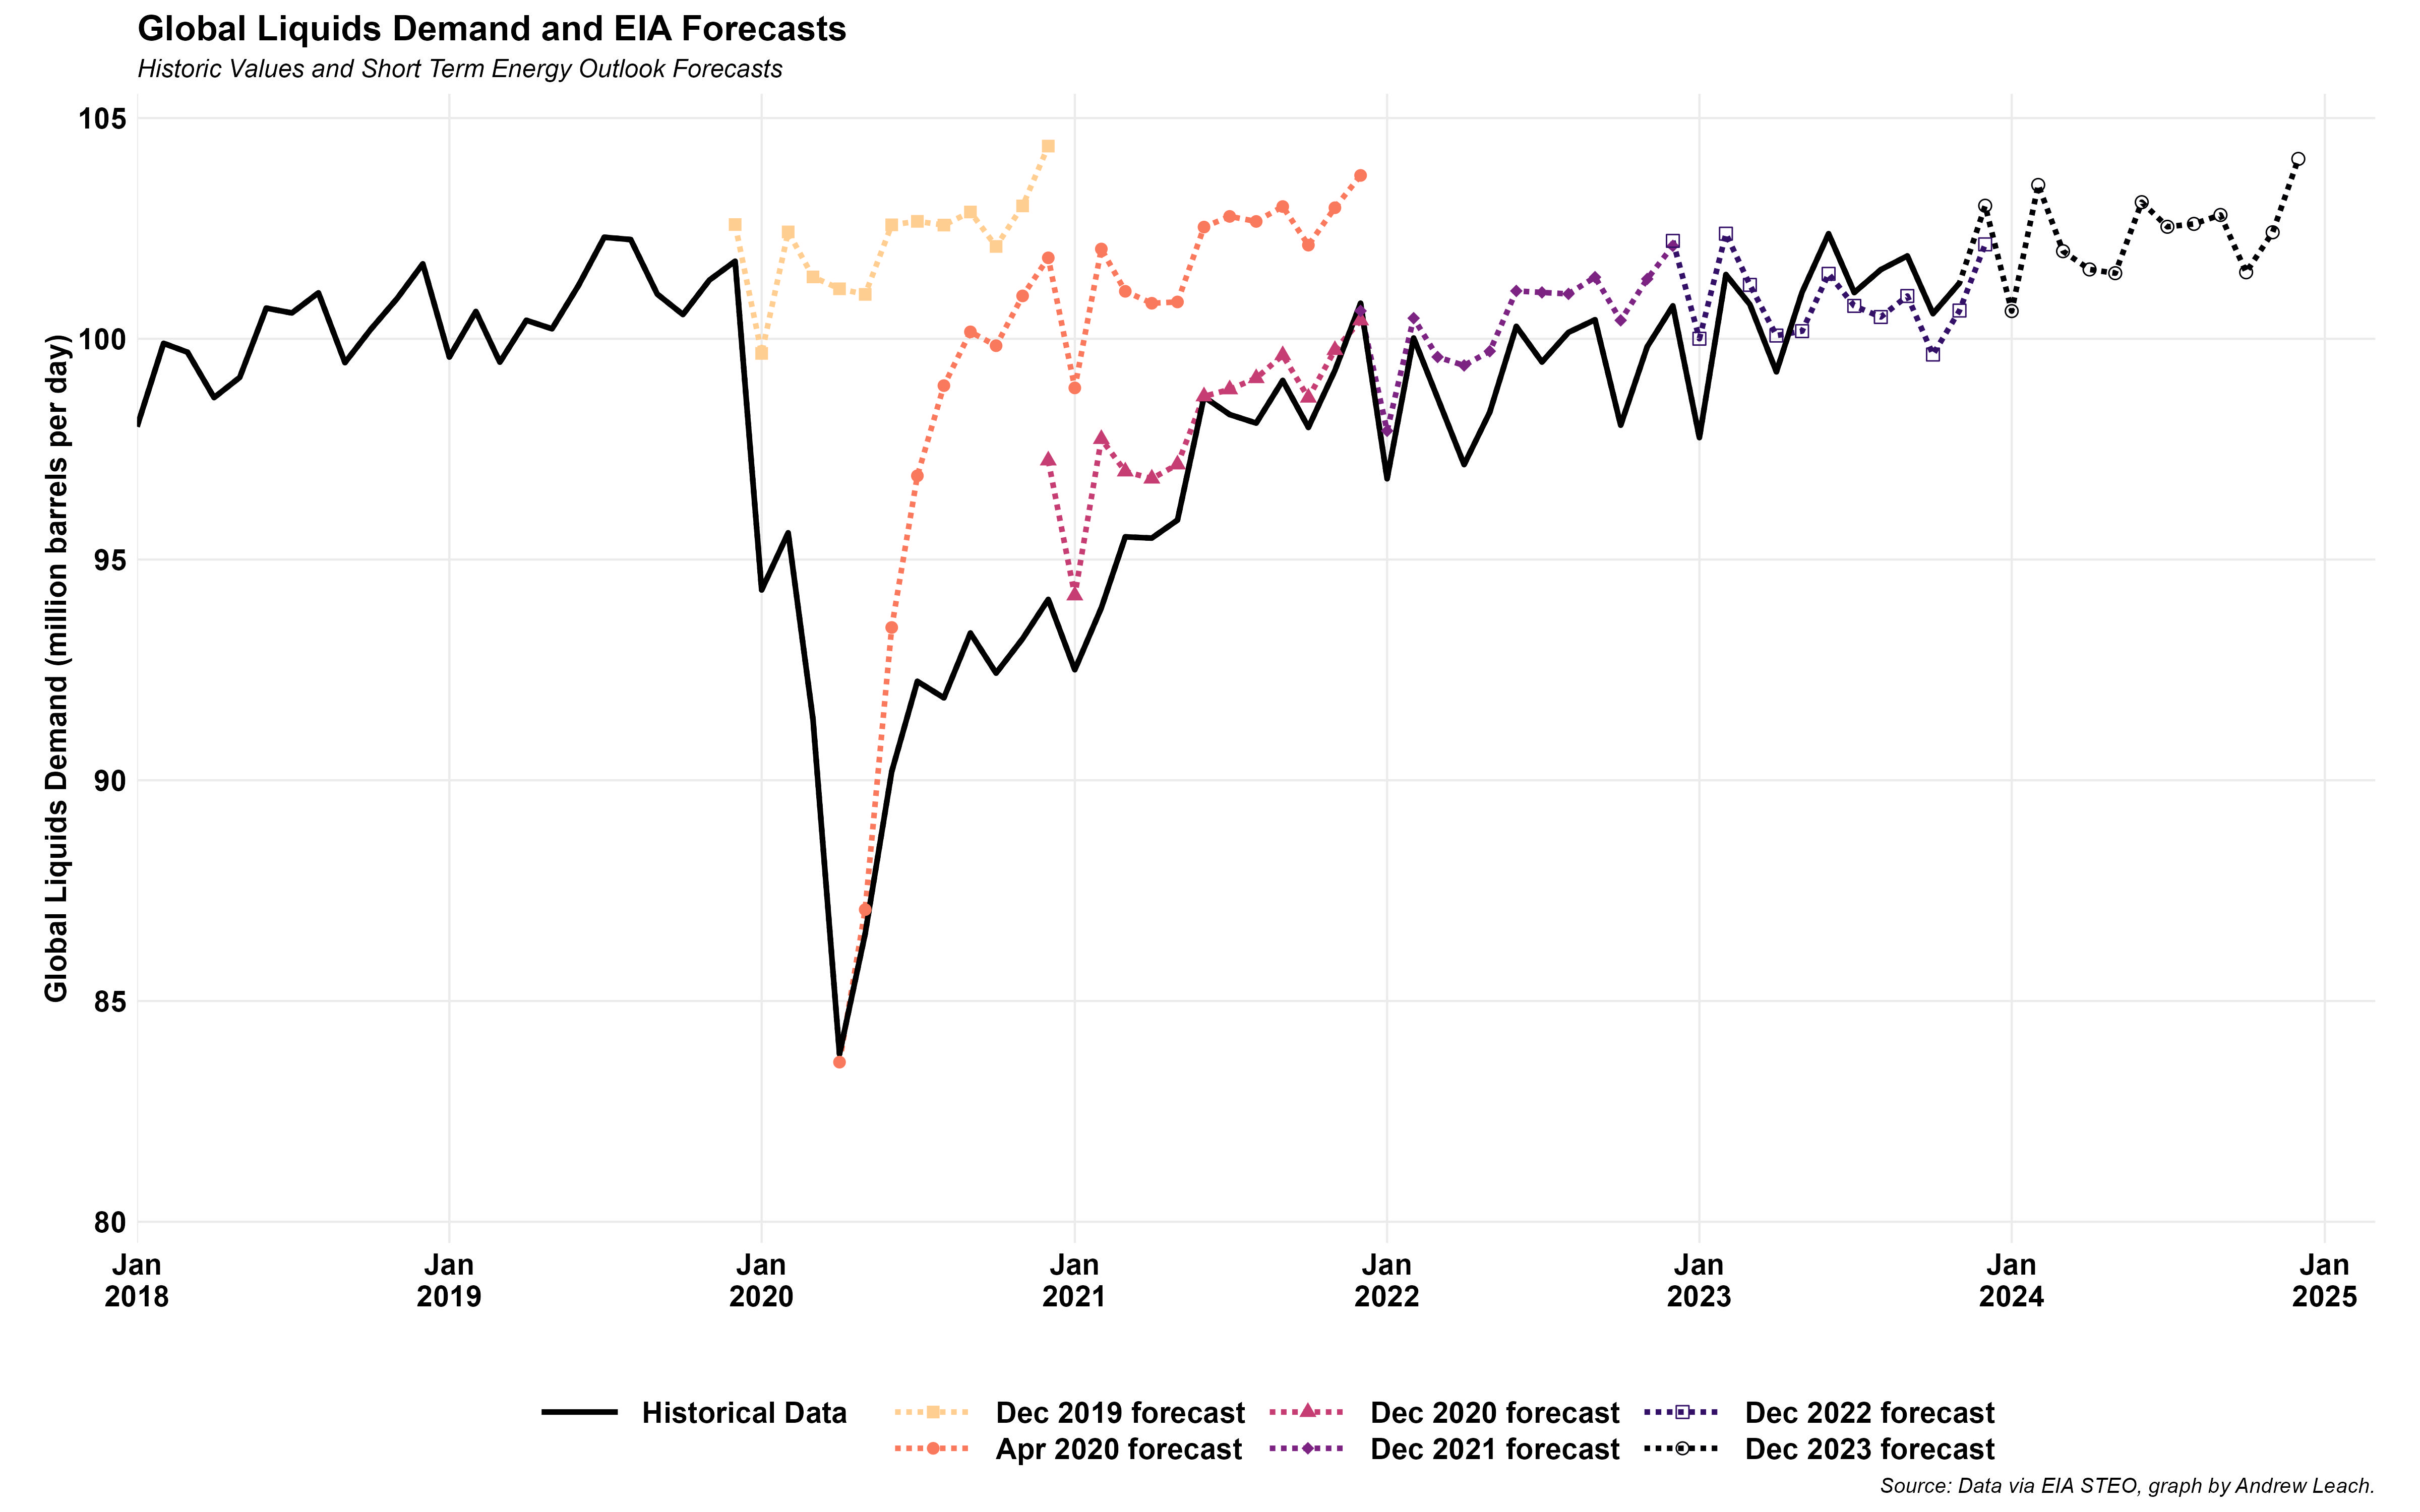 Global Liquids Demand and EIA Forecasts
Historic Values and Short Term Energy Outlook Forecasts
Global Liquids Demand (million barrels per day)
105
100
95
90
85
80
Jan
2018
Jan
2019
Jan
2020
Jan
2021
Jan
2022
Jan
2023
Jan
2024
Jan
2025
Historical Data
Dec 2019 forecast
Apr 2020 forecast
Dec 2020 forecast
Dec 2021 forecast
Dec 2022 forecast
Dec 2023 forecast
Source: Data via EIA STEO, graph by Andrew Leach.